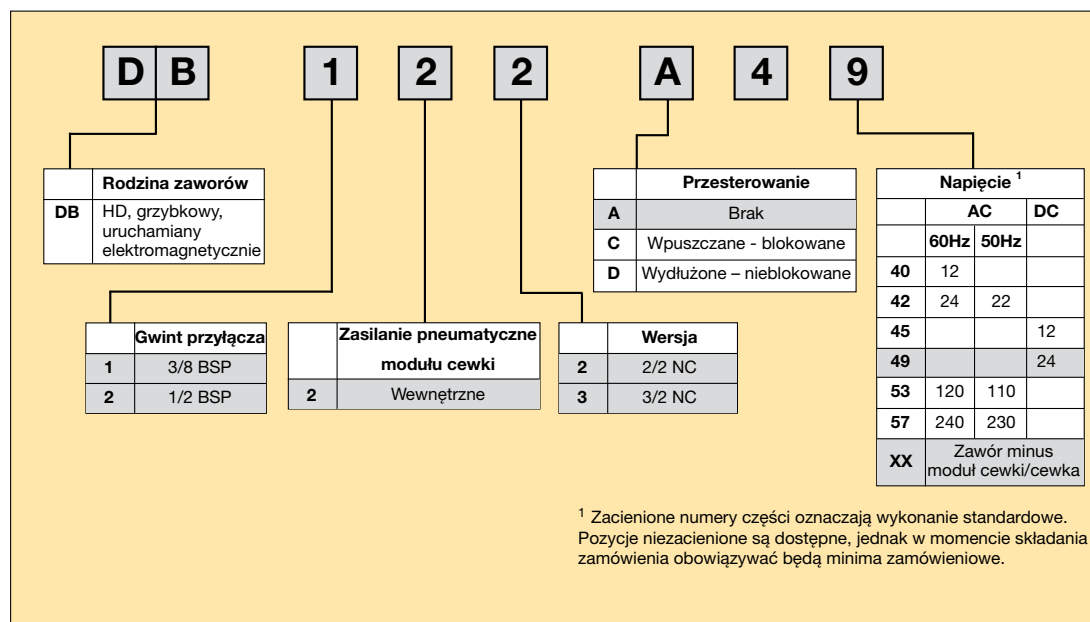 D B 1 2 2 A 4 9
Rodzina zaworów
DB HD, grzybkowy,
uruchamiany
elektromagnetycznie
Przesterowanie
A Brak
C Wpuszczane - blokowane
D Wydłużone – nieblokowane
Napięcie 1
AC DC
60Hz 50Hz
40 12
42 24 22
45 12
49 24
53 120 110
57 240 230
XX Zawór minus
moduł cewki/cewka
Gwint przyłącza
1 3/8 BSP
2 1/2 BSP
Zasilanie pneumatyczne
modułu cewki
2 Wewnętrzne
Wersja
2 2/2 NC
3 3/2 NC
1 Zacienione numery części oznaczają wykonanie standardowe.
Pozycje niezacienione są dostępne, jednak w momencie składania
zamówienia obowiązywać będą minima zamówieniowe.